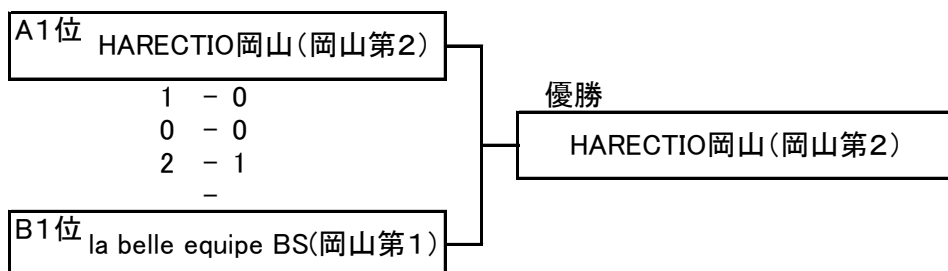 A1位 HARECTIO岡山(岡山第2)
1 - 0
0 - 0
2 - 1
-
B1位 la belle equipe BS(岡山第1)
優勝
HARECTIO岡山(岡山第2)